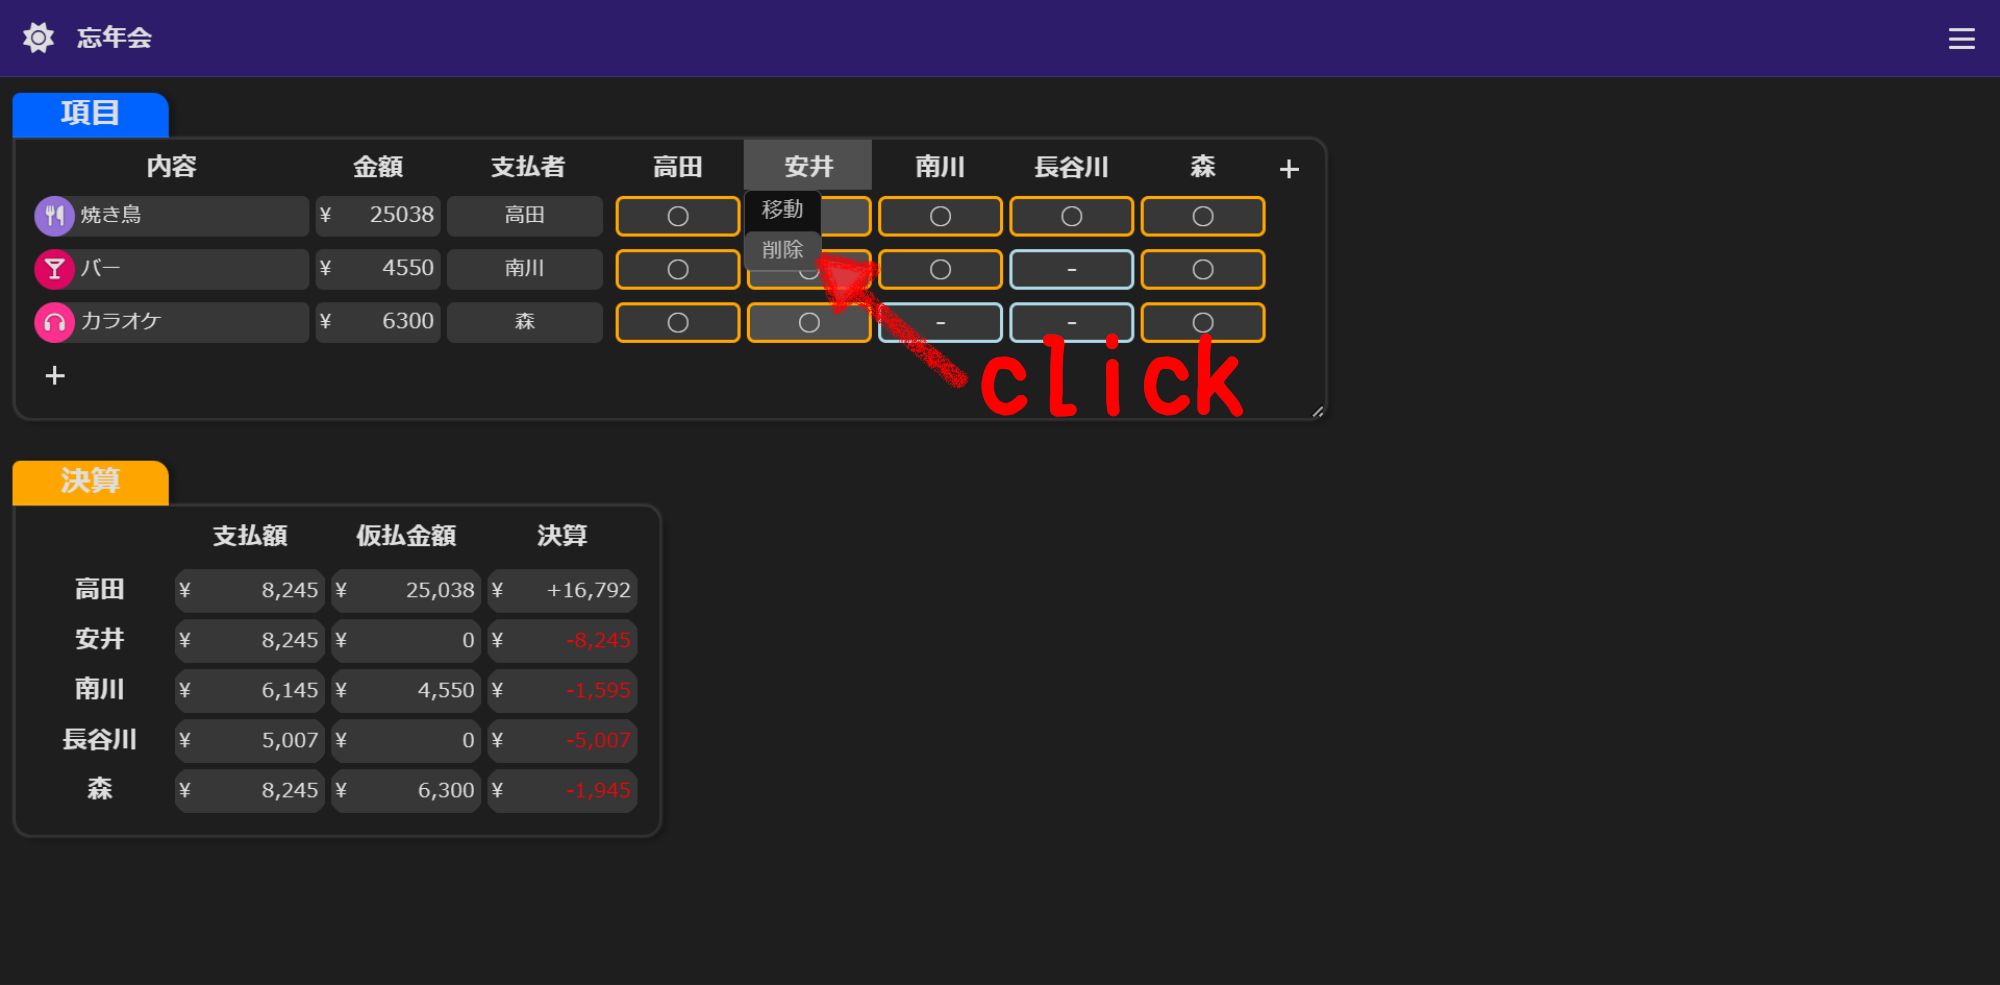 忘年会
項目
内容 金額 支払者 高田 安井 南川 長谷川 森 +
焼き鳥 ¥ 25038 高田 ○ 移動 ○ ○ ○
削除
バー ¥ 4550 南川 ○ ○ ○ - ○
カラオケ ¥ 6300 森 ○ ○ - - ○
+
click
決算
支払額 仮払金額 決算
高田 ¥ 8,245 ¥ 25,038 ¥ +16,792
安井 ¥ 8,245 ¥ 0 ¥ -8,245
南川 ¥ 6,145 ¥ 4,550 ¥ -1,595
長谷川 ¥ 5,007 ¥ 0 ¥ -5,007
森 ¥ 8,245 ¥ 6,300 ¥ -1,945